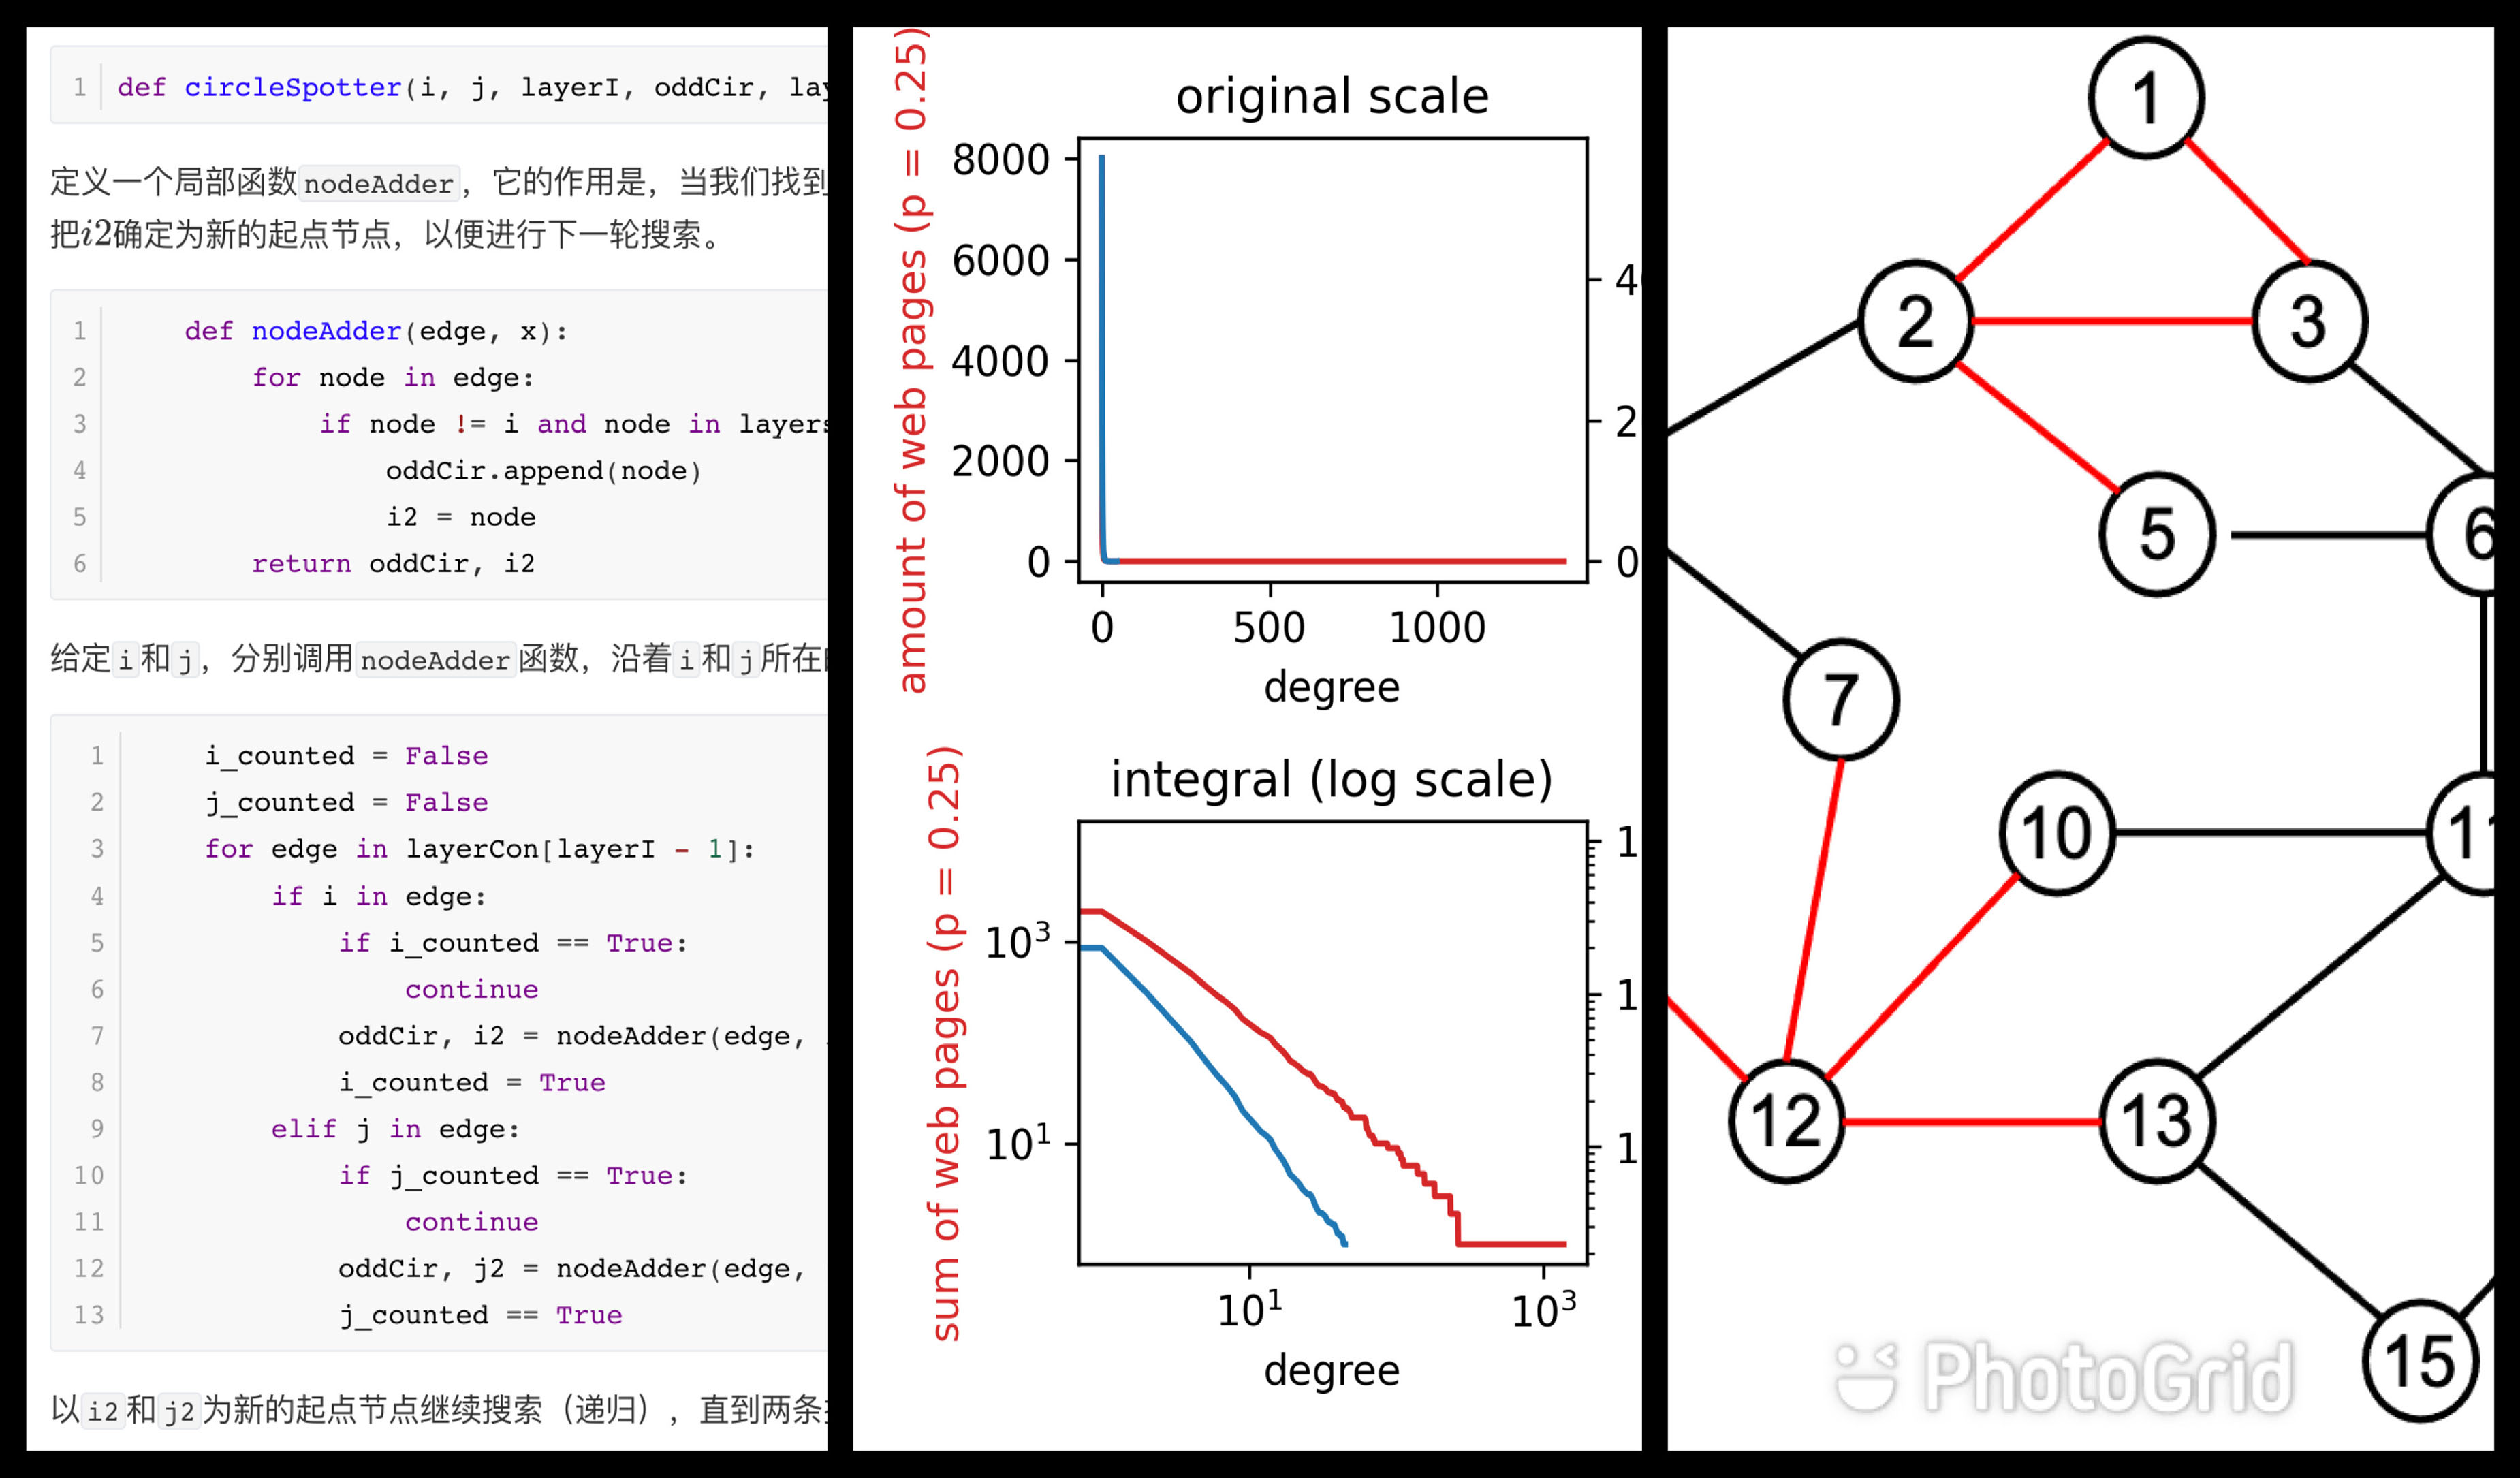 1 def circleSpotter(i, j, layerI, oddCir, lay
定义一个局部函数nodeAdder，它的作用是，当我们找到
把i2确定为新的起点节点，以便进行下一轮搜索。
1 def nodeAdder(edge, x):
2 for node in edge:
3 if node != i and node in layers
4 oddCir.append(node)
5 i2 = node
6 return oddCir, i2
给定i和j，分别调用nodeAdder函数，沿着i和j所在
1 i_counted = False
2 j_counted = False
3 for edge in layerCon[layerI - 1]:
4 if i in edge:
5 if i_counted == True:
6 continue
7 oddCir, i2 = nodeAdder(edge,
8 i_counted = True
9 elif j in edge:
10 if j_counted == True:
11 continue
12 oddCir, j2 = nodeAdder(edge,
13 j_counted == True
以i2和j2为新的起点节点继续搜索（递归），直到两条
original scale
amount of web pages (p = 0.25)
8000
6000
4000
2000
0
40
2
0
0 500 1000
degree
integral (log scale)
sum of web pages (p = 0.25)
10³
10¹
1
1
1
10¹ 10³
degree
1
2 3
5 6
7
10 11
12 13
15
PhotoGrid